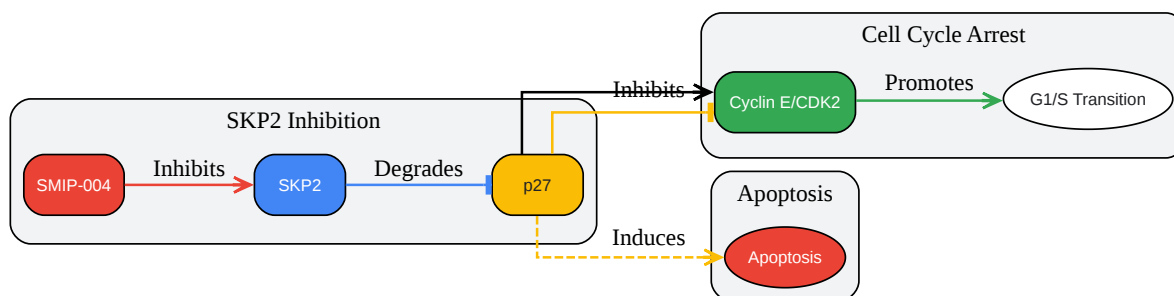 Cell Cycle Arrest
Inhibits
Cyclin E/CDK2
Promotes
G1/S Transition
SKP2 Inhibition
SMIP-004
Inhibits
SKP2
Degrades
p27
Induces
Apoptosis
Apoptosis